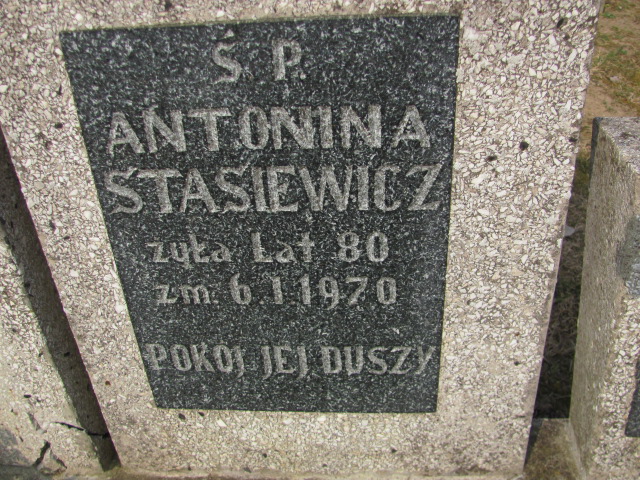 Ś. P.
ANTONINA
STASIEWICZ
żyła Lat 80
zm. 6 I 1970
POKÓJ JEJ DUSZY